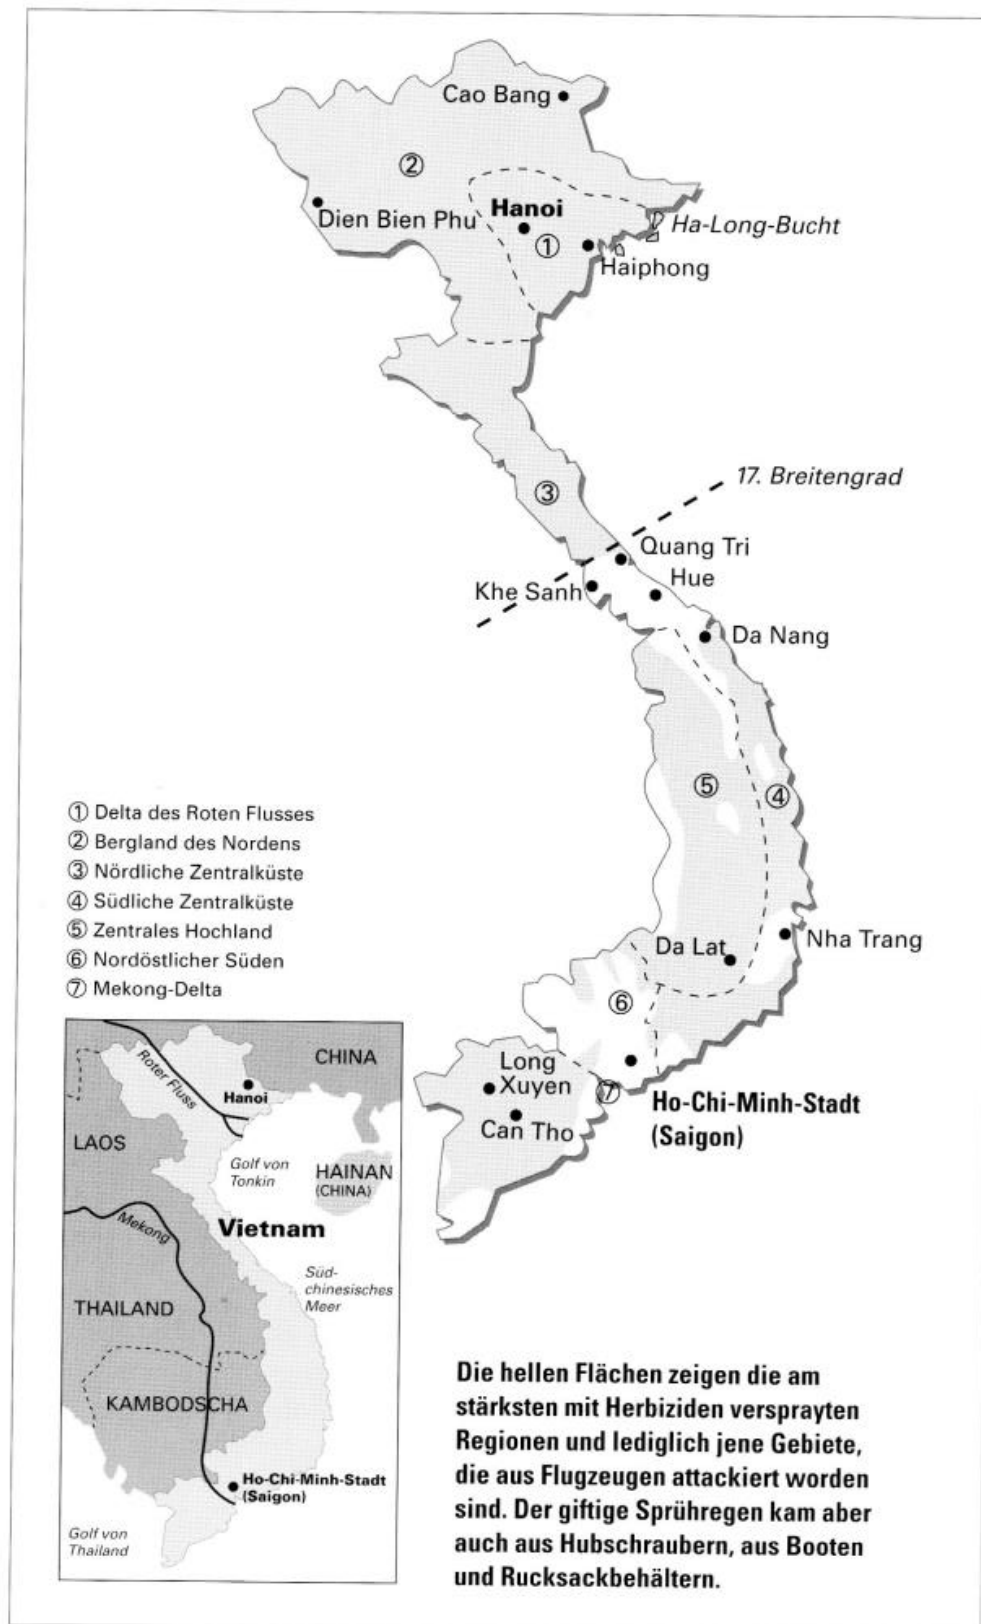 Cao Bang
②
Dien Bien Phu
Hanoi
①
Ha-Long-Bucht
Haiphong
③
17. Breitengrad
Quang Tri
Hue
Khe Sanh
Da Nang
⑤
④
Da Lat
Nha Trang
⑥
Long
Xuyen
⑦
Can Tho
Ho-Chi-Minh-Stadt
(Saigon)
① Delta des Roten Flusses
② Bergland des Nordens
③ Nördliche Zentralküste
④ Südliche Zentralküste
⑤ Zentrales Hochland
⑥ Nordöstlicher Süden
⑦ Mekong-Delta
CHINA
Roter Fluss
Hanoi
LAOS
Golf von
Tonkin
HAINAN
(CHINA)
Mekong
Vietnam
Süd-
chinesisches
Meer
THAILAND
KAMBODSCHA
Ho-Chi-Minh-Stadt
(Saigon)
Golf von
Thailand
Die hellen Flächen zeigen die am
stärksten mit Herbiziden versprayten
Regionen und lediglich jene Gebiete,
die aus Flugzeugen attackiert worden
sind. Der giftige Sprühregen kam aber
auch aus Hubschraubern, aus Booten
und Rucksackbehältern.